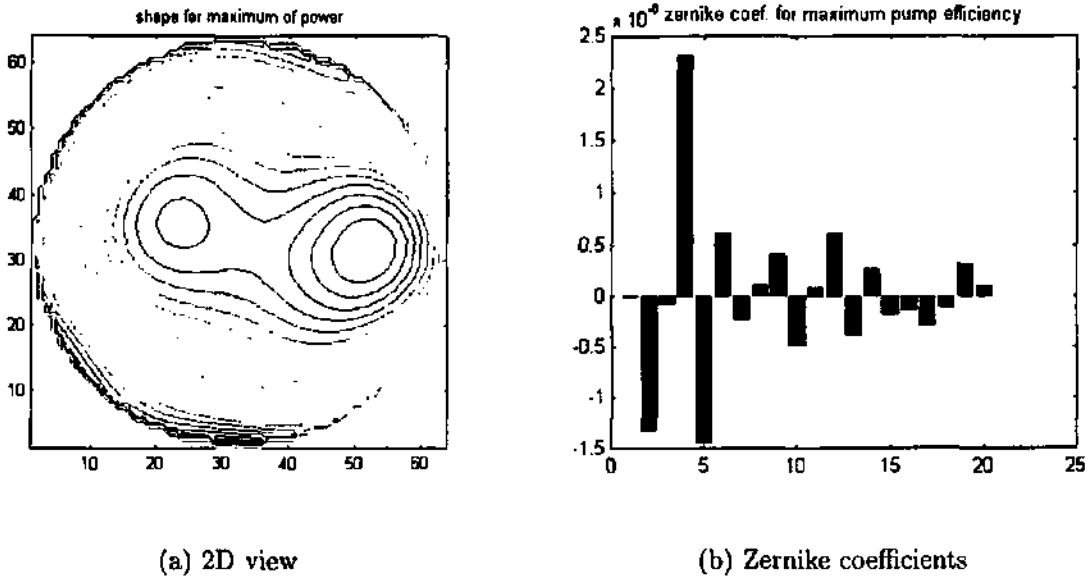 shape for maximum of power
60
50
40
30
20
10
10 20 30 40 50 60
(a) 2D view
× 10⁻⁶ zernike coef. for maximum pump efficiency
2.5
2
1.5
1
0.5
0
-0.5
-1
-1.5
0 5 10 15 20 25
(b) Zernike coefficients